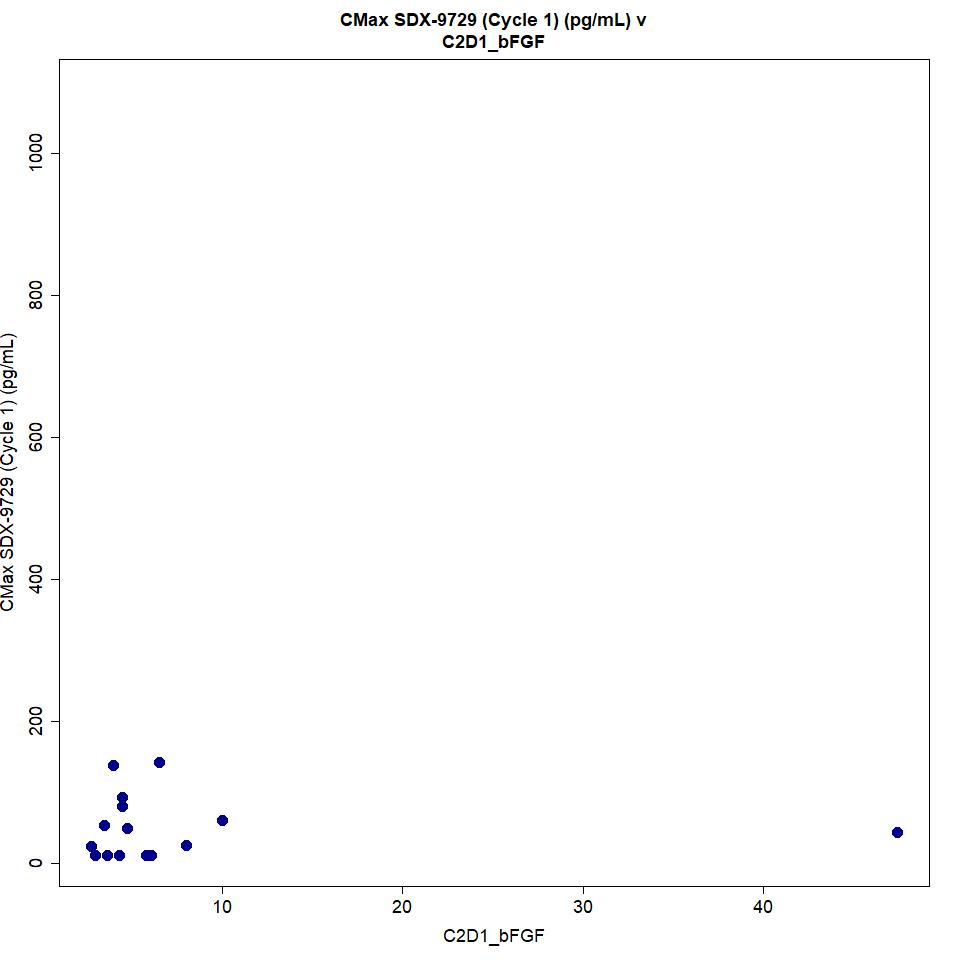 CMax SDX-9729 (Cycle 1) (pg/mL) v
C2D1_bFGF
1000
800
600
400
200
0
CMax SDX-9729 (Cycle 1) (pg/mL)
10 20 30 40
C2D1_bFGF